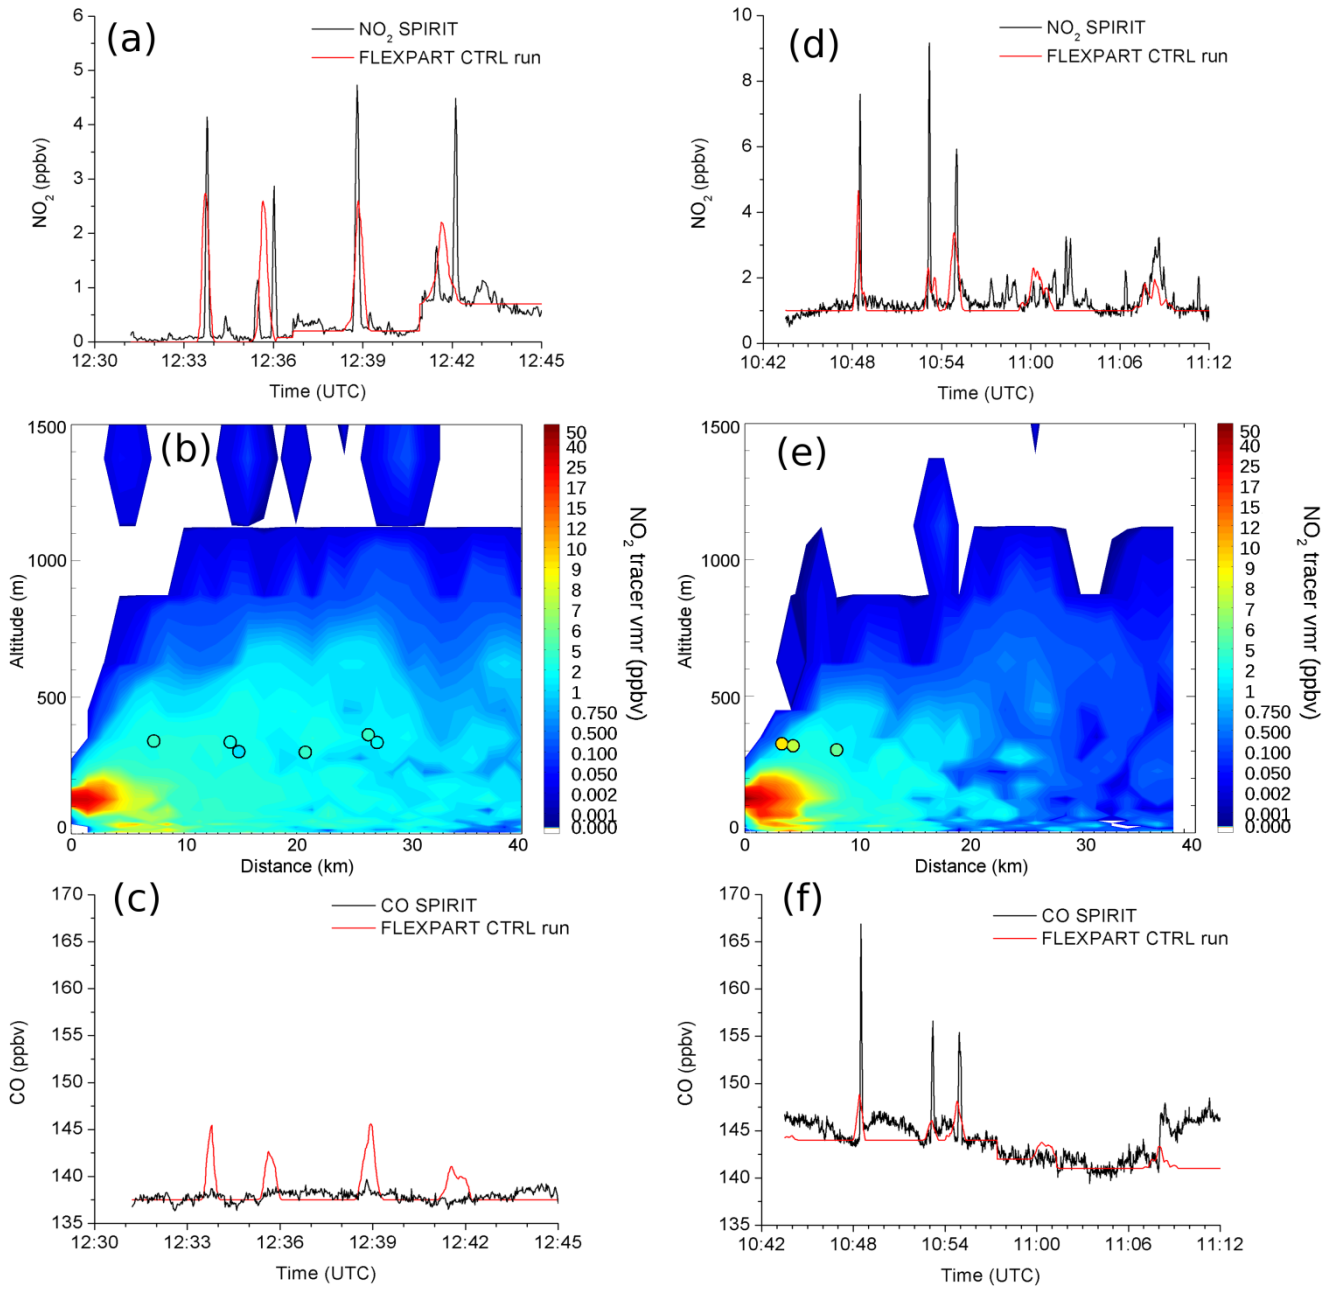 (a)
NO2 SPIRIT
FLEXPART CTRL run
6
5
4
3
2
1
0
NO2 (ppbv)
12:30 12:33 12:36 12:39 12:42 12:45
Time (UTC)
(d)
NO2 SPIRIT
FLEXPART CTRL run
10
8
6
4
2
0
NO2 (ppbv)
10:42 10:48 10:54 11:00 11:06 11:12
Time (UTC)
(b)
1500
1000
500
0
Altitude (m)
0 10 20 30 40
Distance (km)
50
40
25
17
15
12
10
9
8
7
6
5
2
1
0.750
0.500
0.100
0.050
0.002
0.001
0.000
NO2 tracer vmr (ppbv)
(e)
1500
1000
500
0
Altitude (m)
0 10 20 30 40
Distance (km)
50
40
25
17
15
12
10
9
8
7
6
5
2
1
0.750
0.500
0.100
0.050
0.002
0.001
0.000
NO2 tracer vmr (ppbv)
(c)
CO SPIRIT
FLEXPART CTRL run
170
165
160
155
150
145
140
135
CO (ppbv)
12:30 12:33 12:36 12:39 12:42 12:45
Time (UTC)
(f)
CO SPIRIT
FLEXPART CTRL run
170
165
160
155
150
145
140
135
CO (ppbv)
10:42 10:48 10:54 11:00 11:06 11:12
Time (UTC)